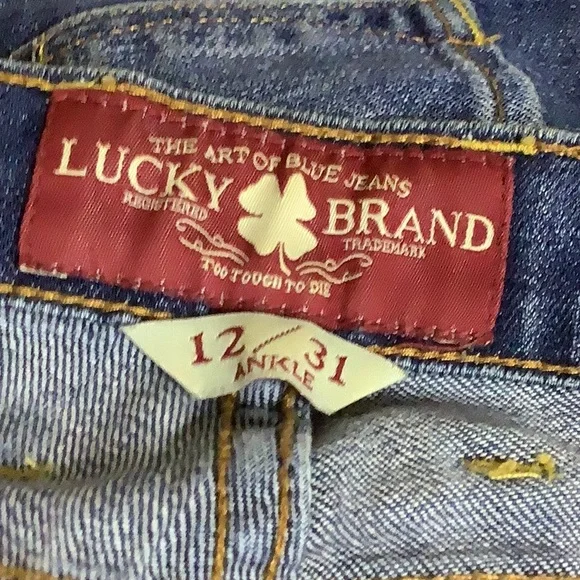 THE ART OF BLUE JEANS
LUCKY BRAND
REGISTERED TRADEMARK
TOO TOUGH TO DIE
12/31
ANKLE